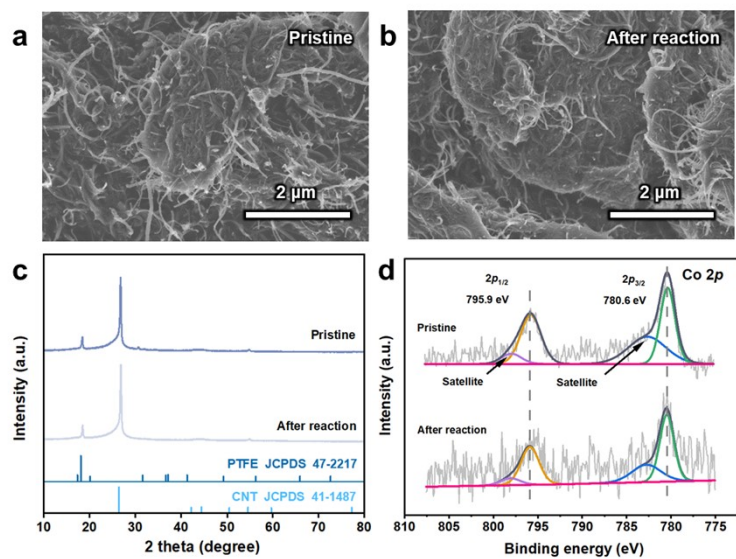 a
Pristine
2 µm
b
After reaction
2 µm
c
Pristine
After reaction
PTFE JCPDS 47-2217
CNT JCPDS 41-1487
10 20 30 40 50 60 70 80
2 theta (degree)
Intensity (a.u.)
d
Co 2p
2p1/2
795.9 eV
2p3/2
780.6 eV
Pristine
Satellite
Satellite
After reaction
810 805 800 795 790 785 780 775
Binding energy (eV)
Intensity (a.u.)